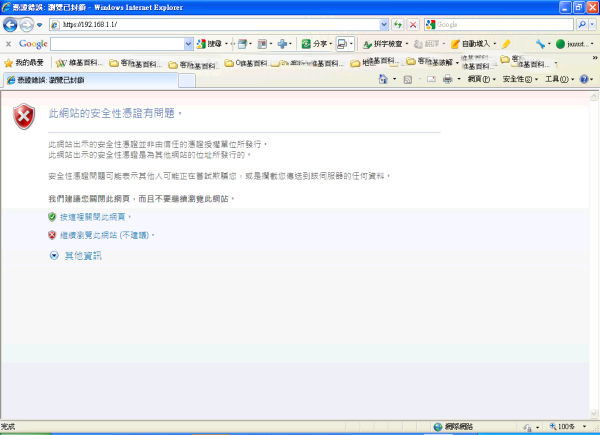 憑證錯誤: 瀏覽已封鎖 - Windows Internet Explorer
https://192.168.1.1/
Google
Google 搜尋 分享 拼字檢查 翻譯 自動填入
我的最愛 維基百科...
憑證錯誤: 瀏覽已封鎖
網頁(P) 安全性(S) 工具(O)
此網站的安全性憑證有問題。
此網站出示的安全性憑證並非由信任的憑證授權單位所發行。
此網站出示的安全性憑證是為其他網站的位址所發行的。
安全性憑證問題可能表示其他人可能正在嘗試欺騙您，或是攔截您傳送到該伺服器的任何資料。
我們建議您關閉此網頁，而且不要繼續瀏覽此網站。
按這裡關閉此網頁。
繼續瀏覽此網站 (不建議)。
其他資訊
完成
網際網路
100%